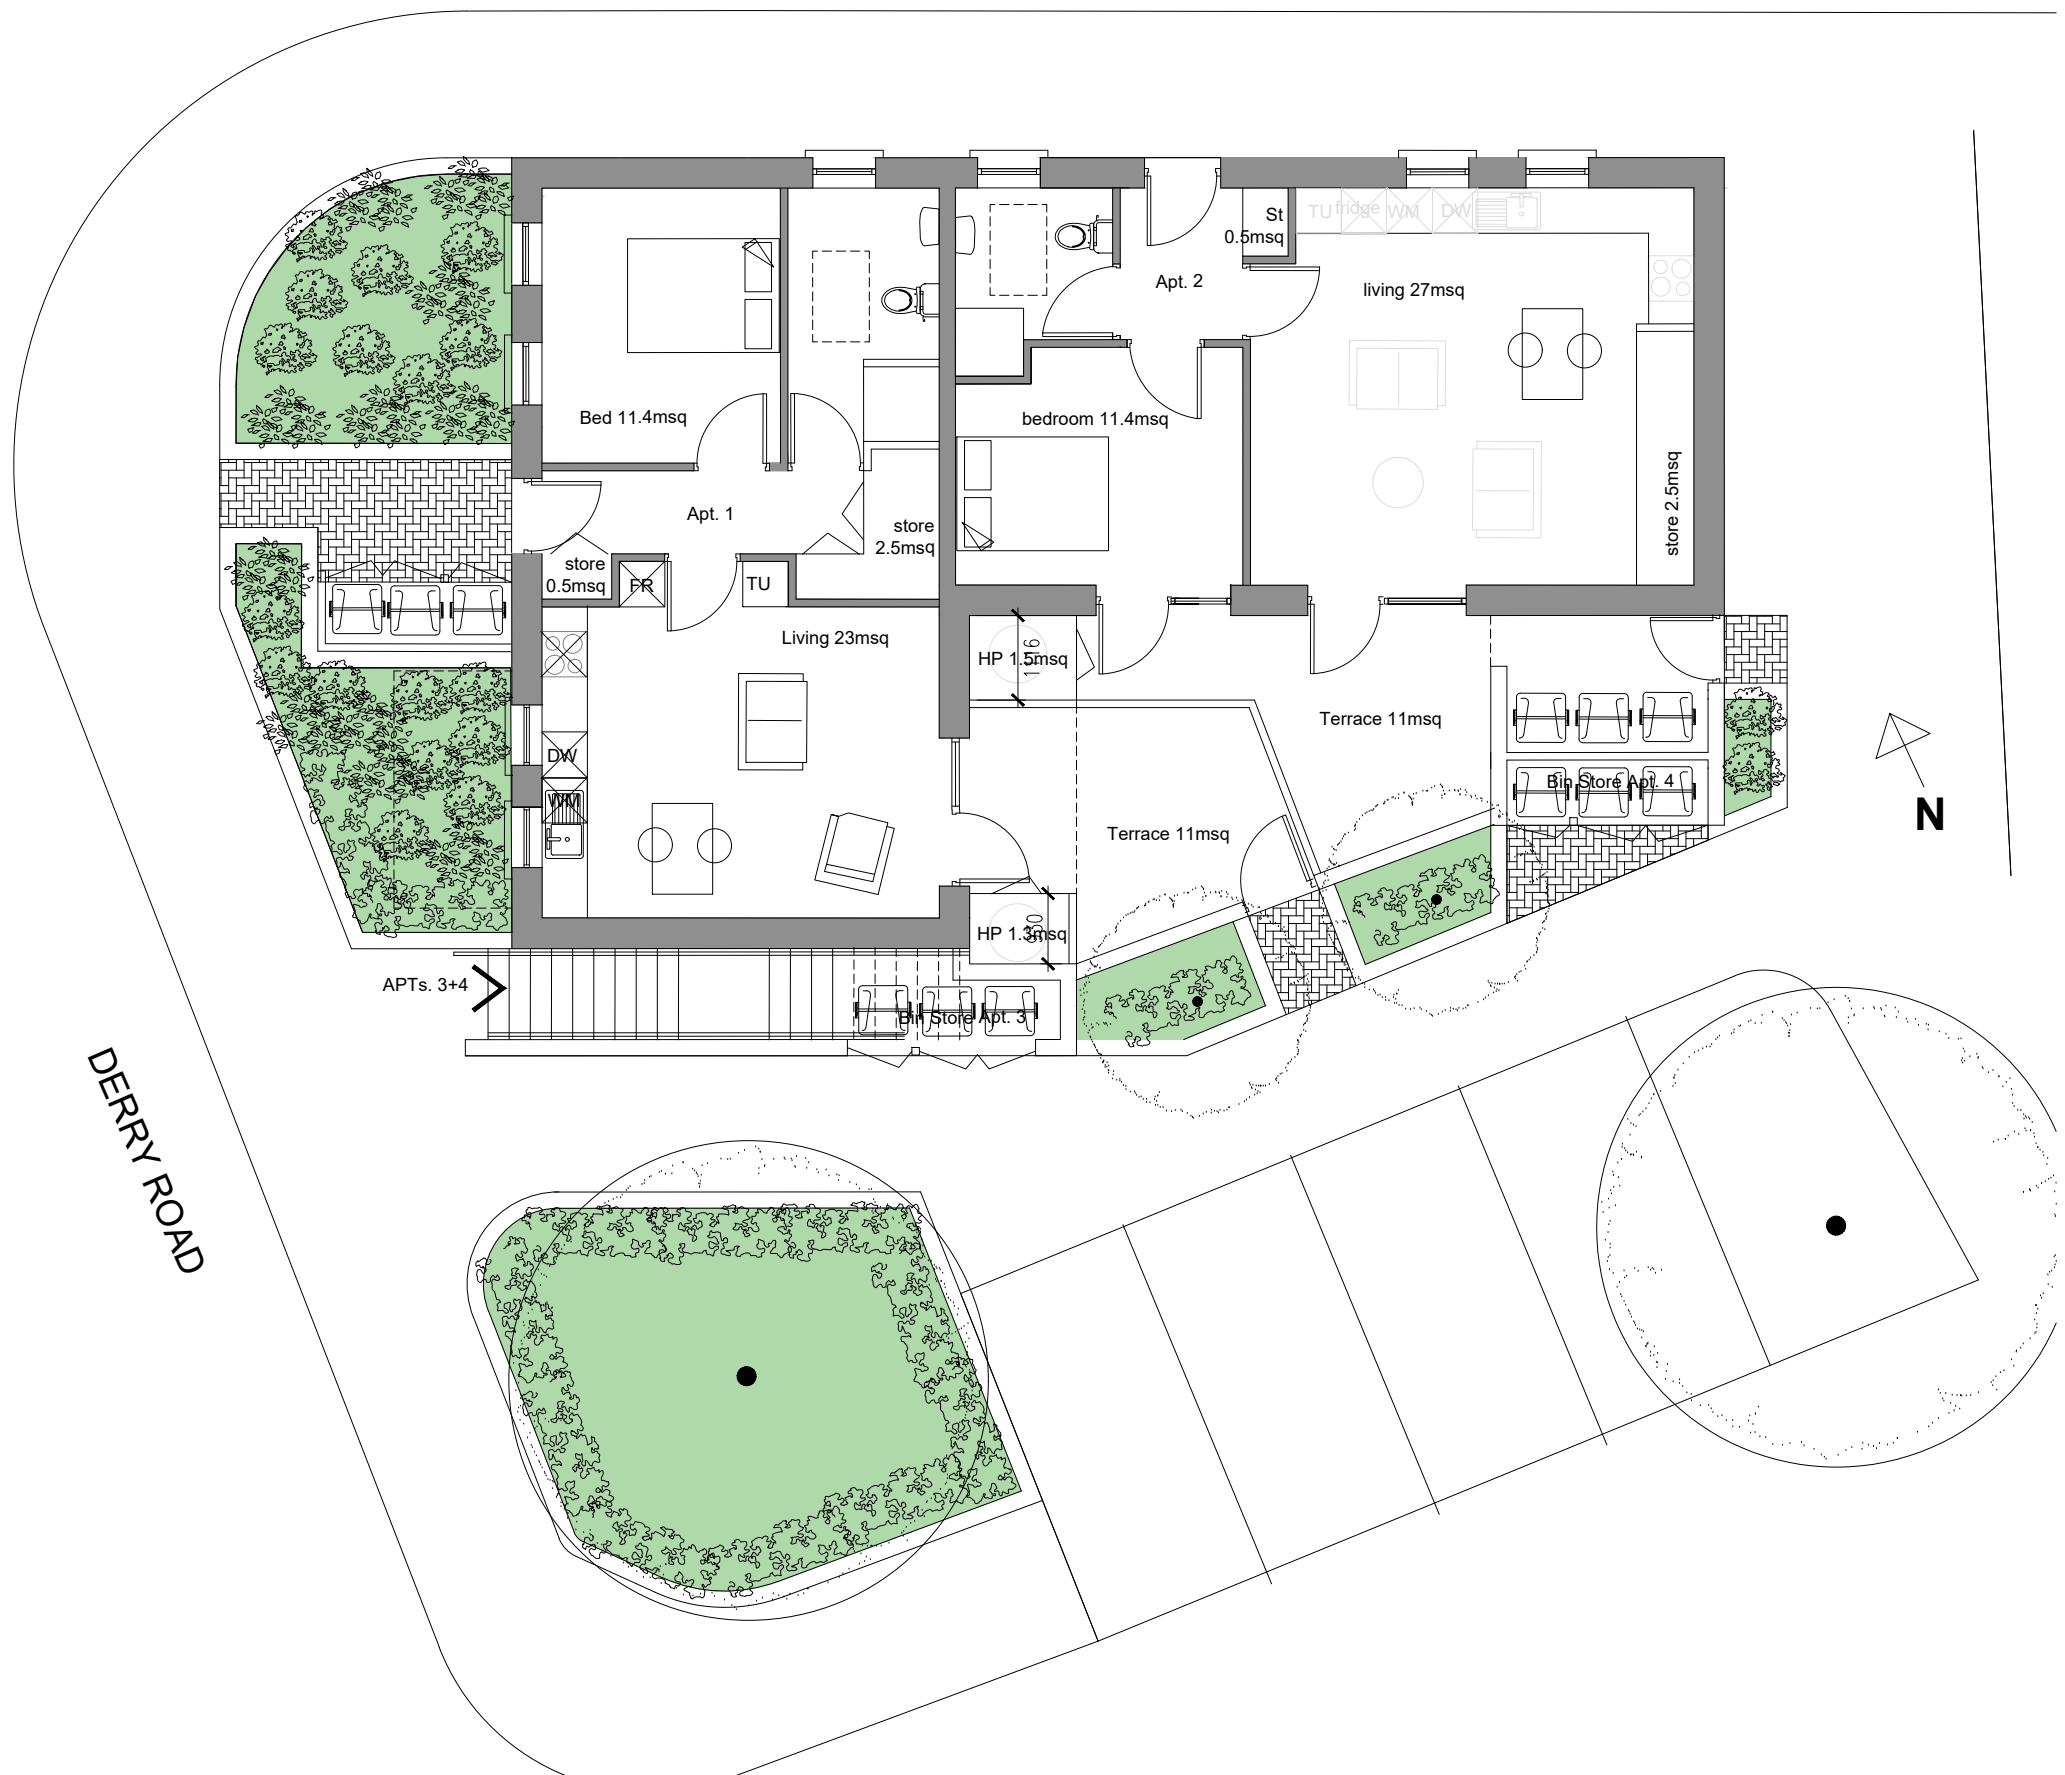 TU
fridge
WM
DW
St
0.5msq
Apt. 2
living 27msq
Bed 11.4msq
bedroom 11.4msq
Apt. 1
store
2.5msq
store 2.5msq
store
0.5msq
FR
TU
Living 23msq
HP 1.5msq
1116
Terrace 11msq
DW
WM
Bin Store Apt. 4
Terrace 11msq
N
HP 1.3msq
APTs. 3+4
Bin Store Apt. 3
DERRY ROAD